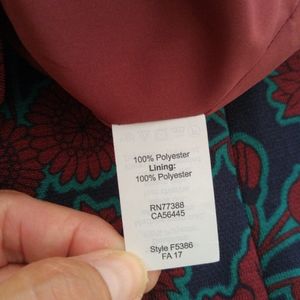 100% Polyester
Lining:
100% Polyester
RN77388
CA56445
Style F5386
FA 17